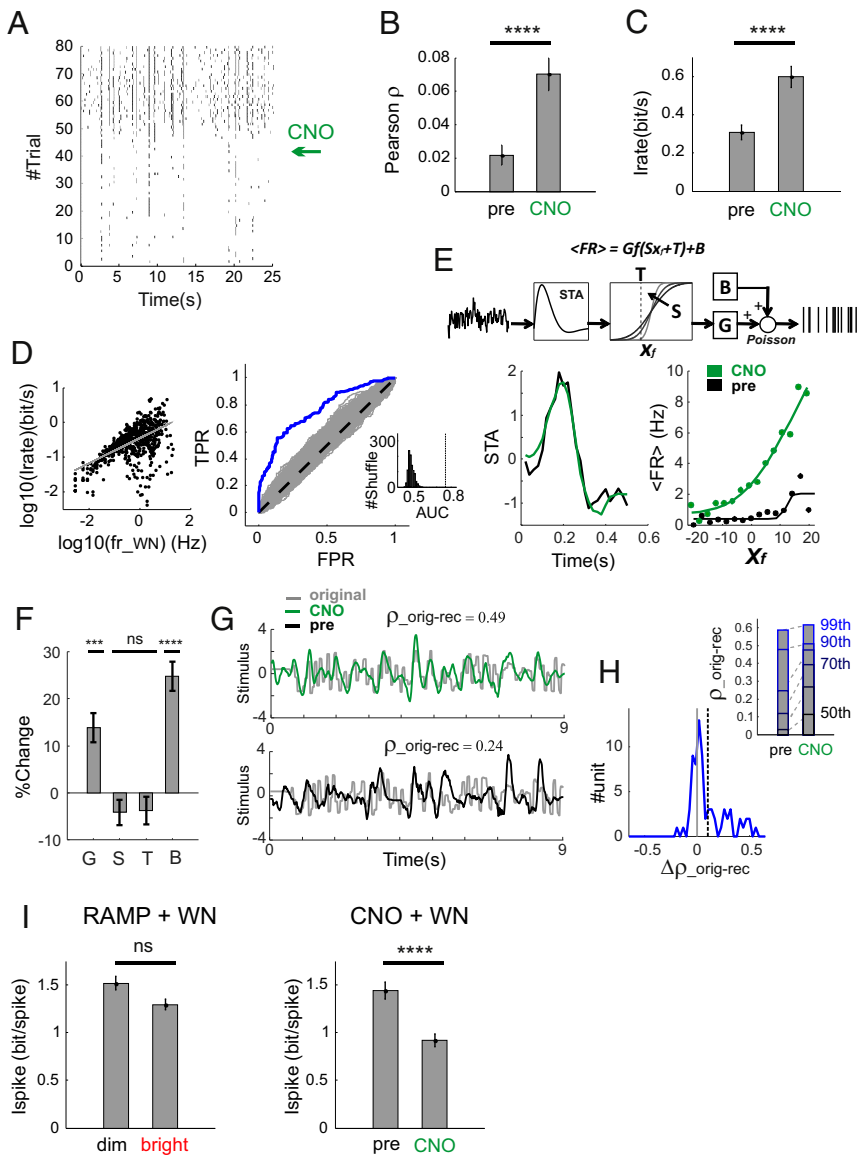 A
80
70
60
50
40
30
20
10
0
#Trial
0 5 10 15 20 25
Time(s)
CNO
B
****
0.08
0.06
0.04
0.02
0
Pearson ρ
pre CNO
C
****
0.6
0.4
0.2
0
Irate(bit/s)
pre CNO
D
1
0
-1
-2
log10(Irate)(bit/s)
-2 0 2
log10(fr_WN) (Hz)
1.0
0.8
0.6
0.4
0.2
0
TPR
0 1
FPR
300
0
#Shuffle
0.5 0.8
AUC
E
<FR> = Gf(Sxf+T)+B
STA
T
S
Xf
B
G
+
+
Poisson
2
1
0
-1
STA
0 0.2 0.4 0.6
Time(s)
CNO
pre
10
8
6
4
2
0
<FR> (Hz)
-20 -10 0 10 20
Xf
F
*** ns ****
30
20
10
0
-10
%Change
G S T B
G
original
CNO
pre
ρ_orig-rec = 0.49
4
2
0
-4
Stimulus
0 9
ρ_orig-rec = 0.24
4
2
0
-4
Stimulus
0 9
Time(s)
H
10
5
0
#unit
-0.5 0 0.5
Δρ_orig-rec
0.6
0.5
0.4
0.3
0.2
0.1
0
ρ_orig-rec
99th
90th
70th
50th
pre CNO
I
RAMP + WN
ns
1.5
1
0.5
0
Ispike (bit/spike)
dim bright
CNO + WN
****
1.5
1
0.5
0
Ispike (bit/spike)
pre CNO